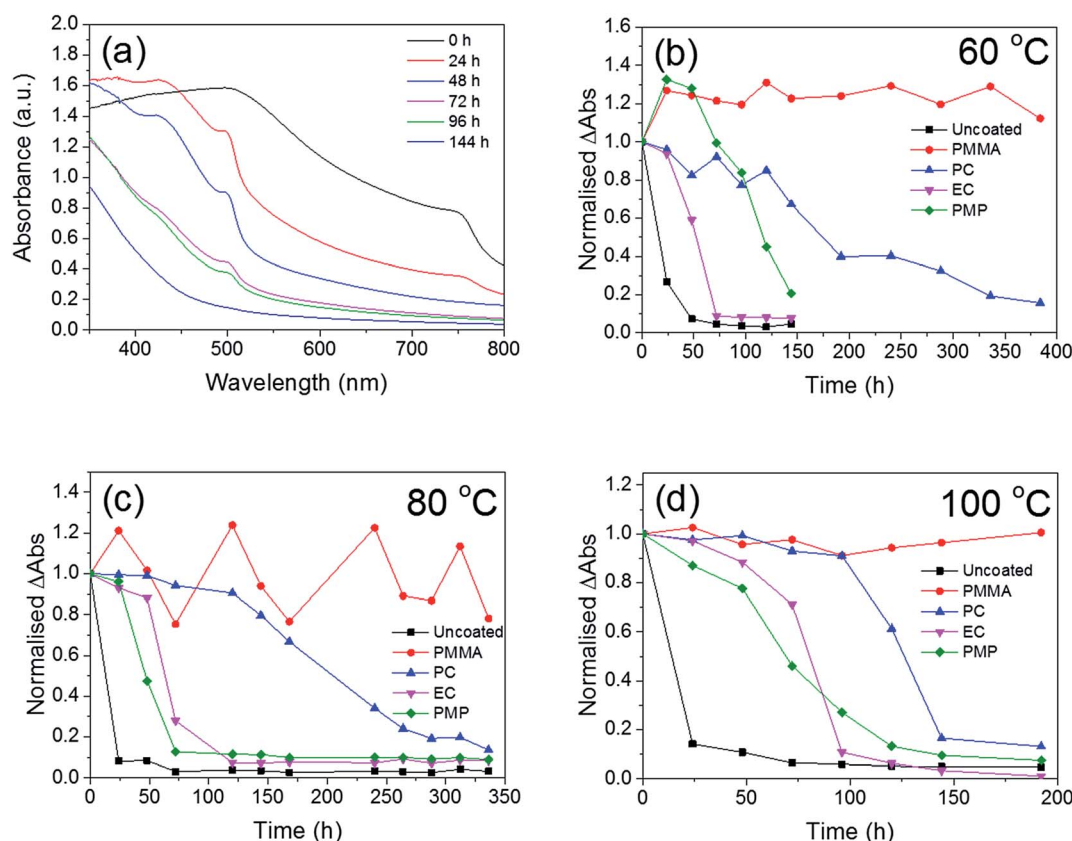 (a)
0 h
24 h
48 h
72 h
96 h
144 h
2.0
1.8
1.6
1.4
1.2
1.0
0.8
0.6
0.4
0.2
0.0
Absorbance (a.u.)
400 500 600 700 800
Wavelength (nm)
(b)
60 °C
Uncoated
PMMA
PC
EC
PMP
1.6
1.4
1.2
1.0
0.8
0.6
0.4
0.2
0.0
Normalised ΔAbs
0 50 100 150 200 250 300 350 400
Time (h)
(c)
80 °C
Uncoated
PMMA
PC
EC
PMP
1.4
1.2
1.0
0.8
0.6
0.4
0.2
0.0
Normalised ΔAbs
0 50 100 150 200 250 300 350
Time (h)
(d)
100 °C
Uncoated
PMMA
PC
EC
PMP
1.2
1.0
0.8
0.6
0.4
0.2
0.0
Normalised ΔAbs
0 50 100 150 200
Time (h)